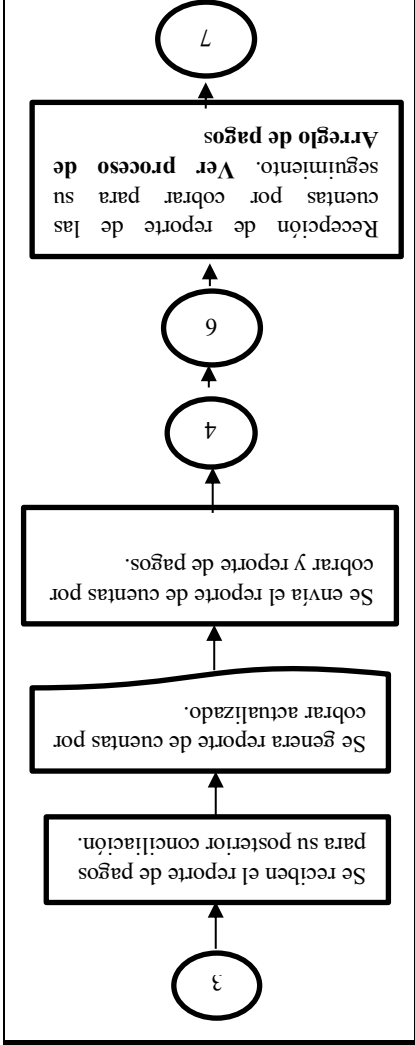 3
Se reciben el reporte de pagos
para su posterior conciliación.
Se genera reporte de cuentas por
cobrar actualizado.
Se envía el reporte de cuentas por
cobrar y reporte de pagos.
4
6
Recepción de reporte de las
cuentas por cobrar para su
seguimiento. Ver proceso de
Arreglo de pagos
7